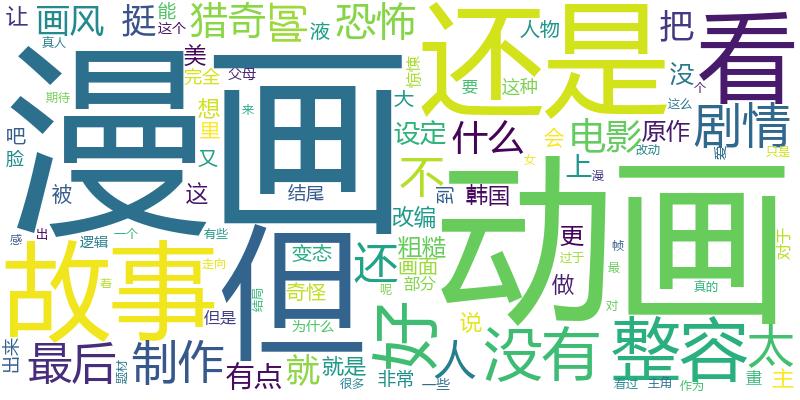 让 画风 挺 能 这个 猎奇 液 恐怖
还是 人物 把 看
真人 美 完全 父母 惊悚 要 这种 没 个 这么
期待 来 想 里 大
漫画 吧 脸 又 设定 什么 会 电影 原作 剧情
改动 爱 只是 女
不 上 动画
被 这 结尾 到 韩国 漫
改编
感 出 逻辑 一个 有些 但 还 粗糙 更 帧 对于
故事 走向 变态 画面 过于 最
着 奇怪 部分 做 真的
但是 结局 呢 对
为什么 好 说 整容 太
出来 最后 题材 制作 有点 就 就是 人 没有
很多 非常 一些 看过 主角 作为 畫 主